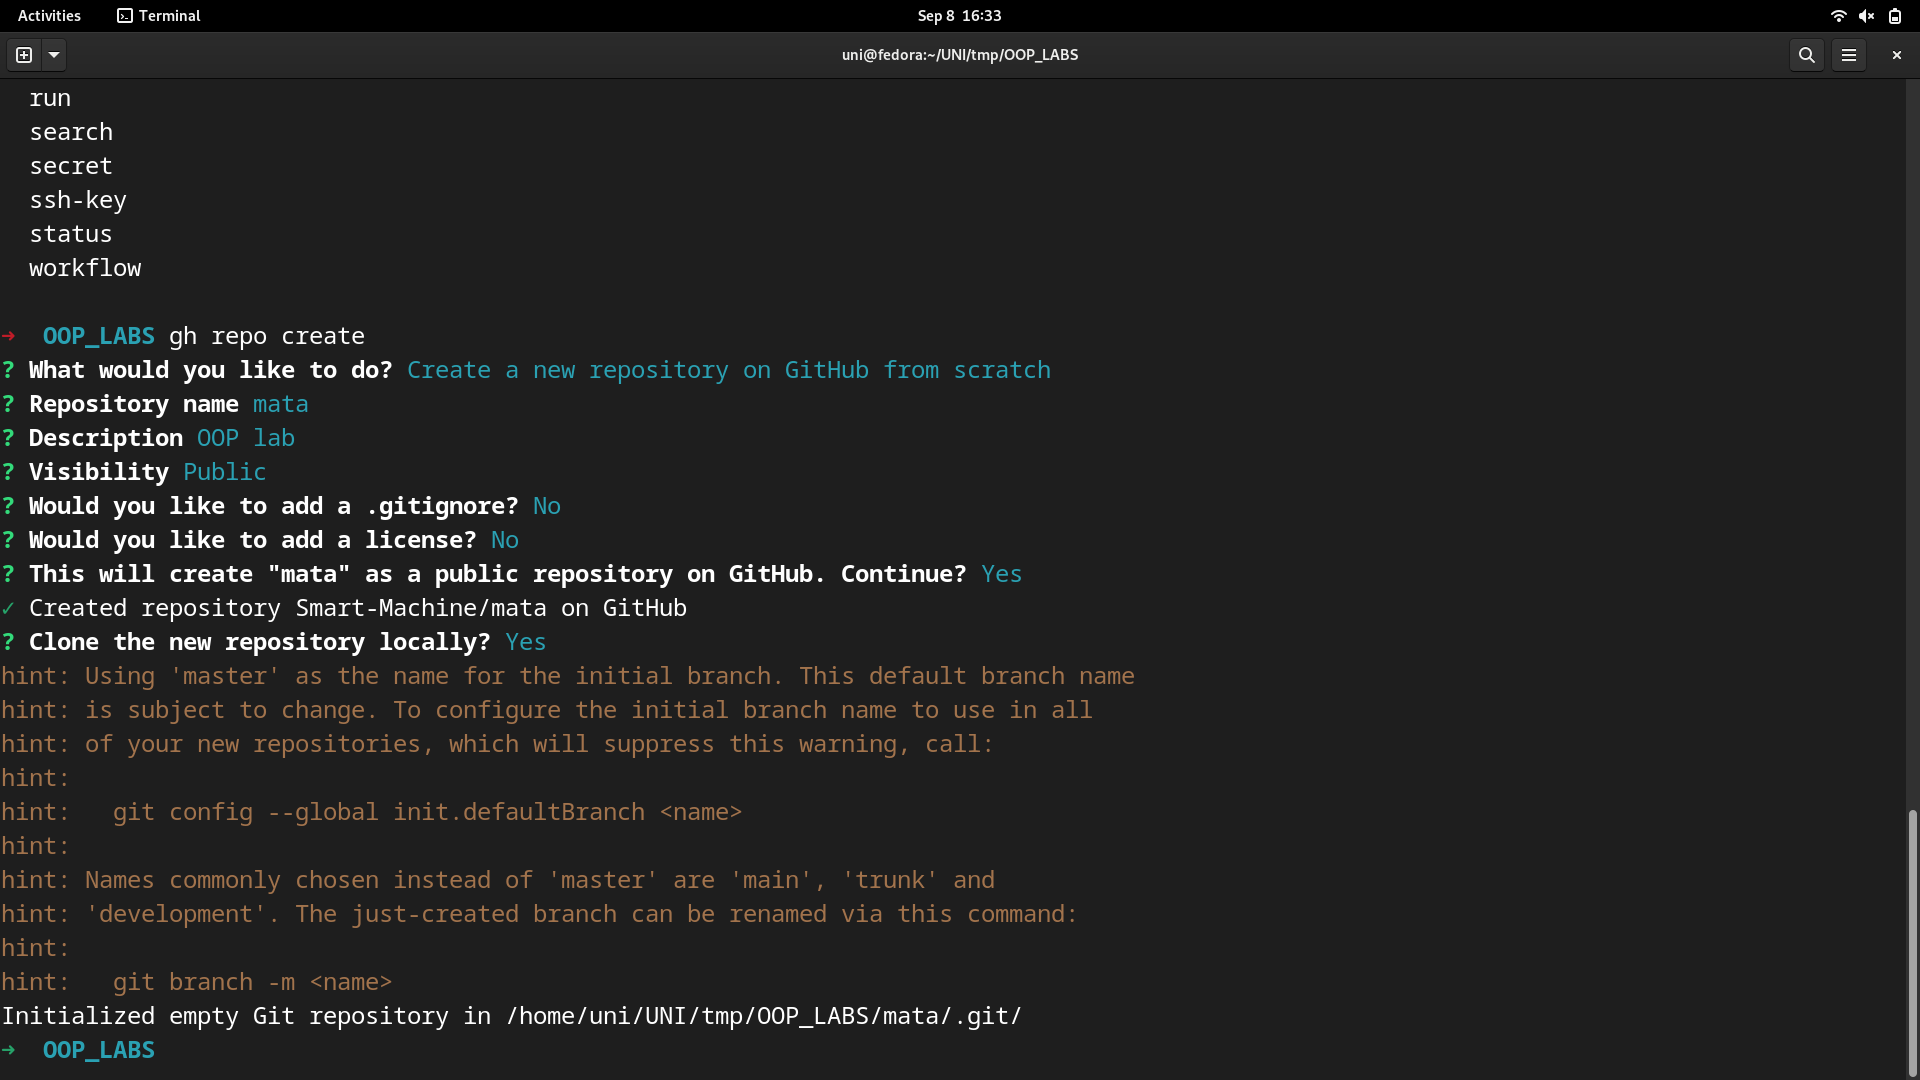 Activities Terminal Sep 8 16:33
uni@fedora:~/UNI/tmp/OOP_LABS
run
search
secret
ssh-key
status
workflow
➜ OOP_LABS gh repo create
? What would you like to do? Create a new repository on GitHub from scratch
? Repository name mata
? Description OOP lab
? Visibility Public
? Would you like to add a .gitignore? No
? Would you like to add a license? No
? This will create "mata" as a public repository on GitHub. Continue? Yes
✓ Created repository Smart-Machine/mata on GitHub
? Clone the new repository locally? Yes
hint: Using 'master' as the name for the initial branch. This default branch name
hint: is subject to change. To configure the initial branch name to use in all
hint: of your new repositories, which will suppress this warning, call:
hint:
hint:   git config --global init.defaultBranch <name>
hint:
hint: Names commonly chosen instead of 'master' are 'main', 'trunk' and
hint: 'development'. The just-created branch can be renamed via this command:
hint:
hint:   git branch -m <name>
Initialized empty Git repository in /home/uni/UNI/tmp/OOP_LABS/mata/.git/
➜ OOP_LABS